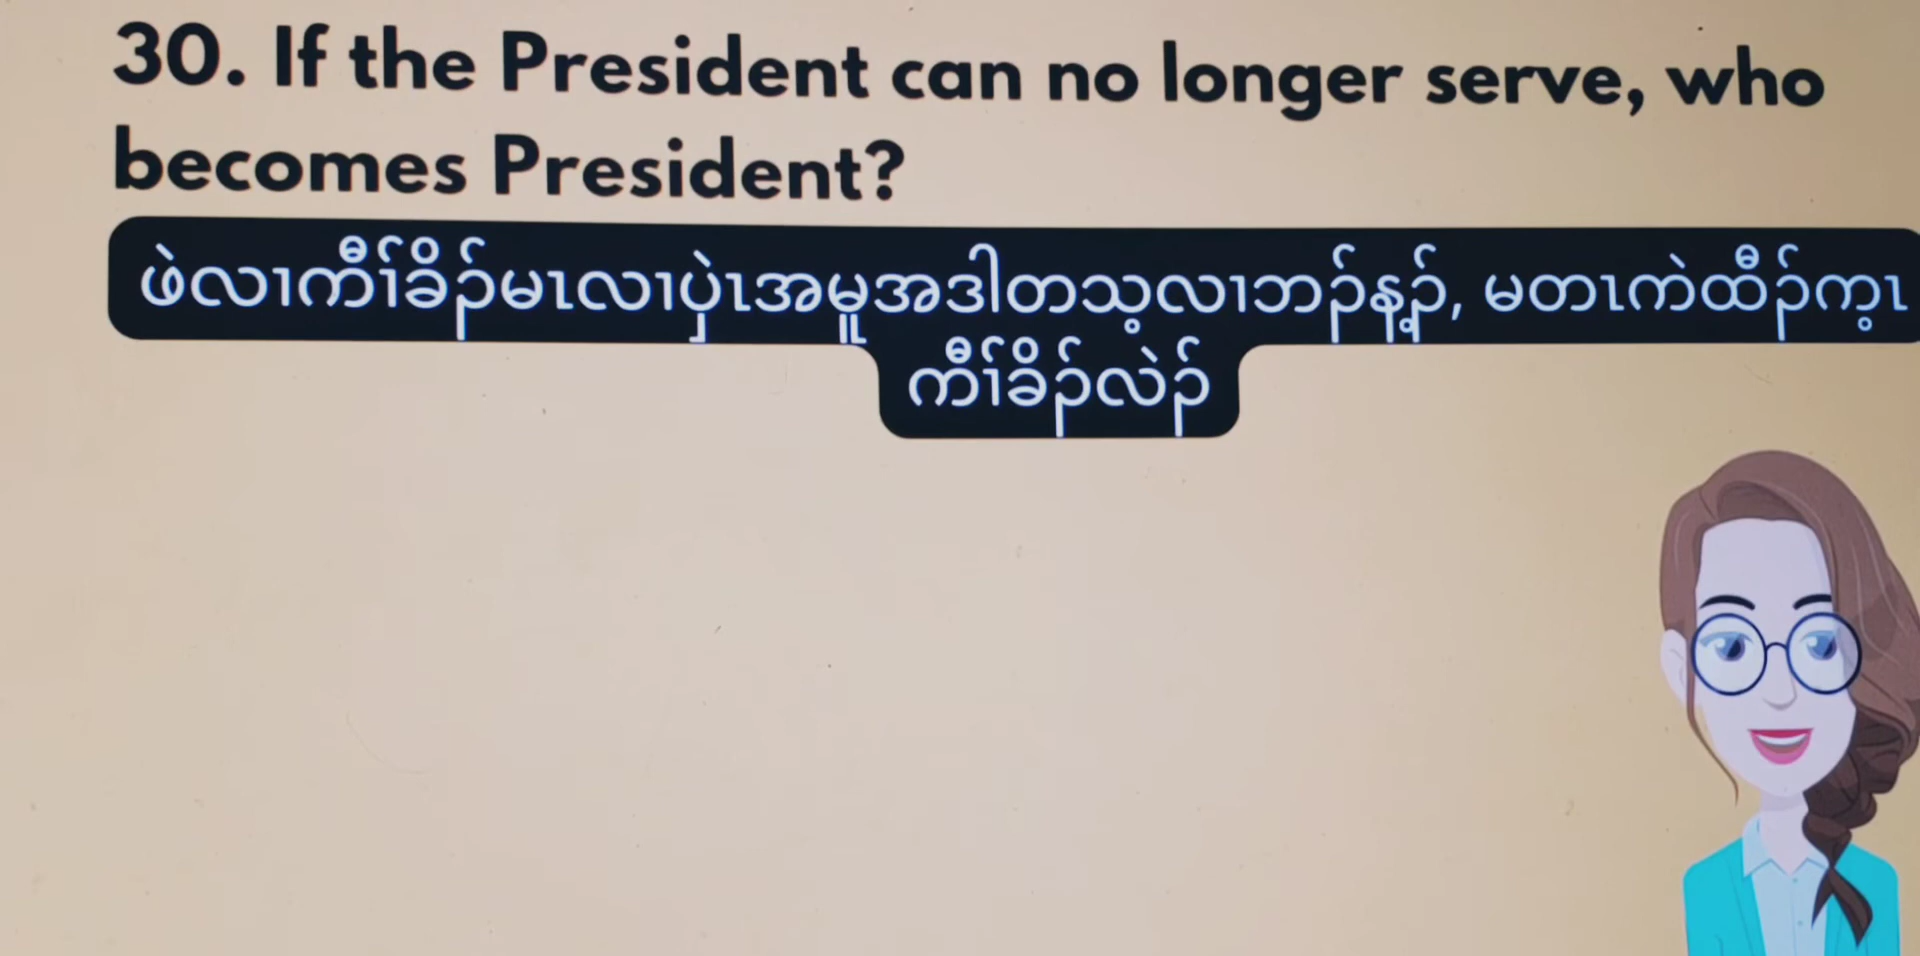 30. If the President can no longer serve, who
becomes President?
ဖဲလၢကီၢ်ခိၣ်မၤလၢပှဲၤအမူအဒါတသ့လၢဘၣ်န့ၣ်, မတၤကဲထီၣ်က့ၤ
ကီၢ်ခိၣ်လဲၣ်